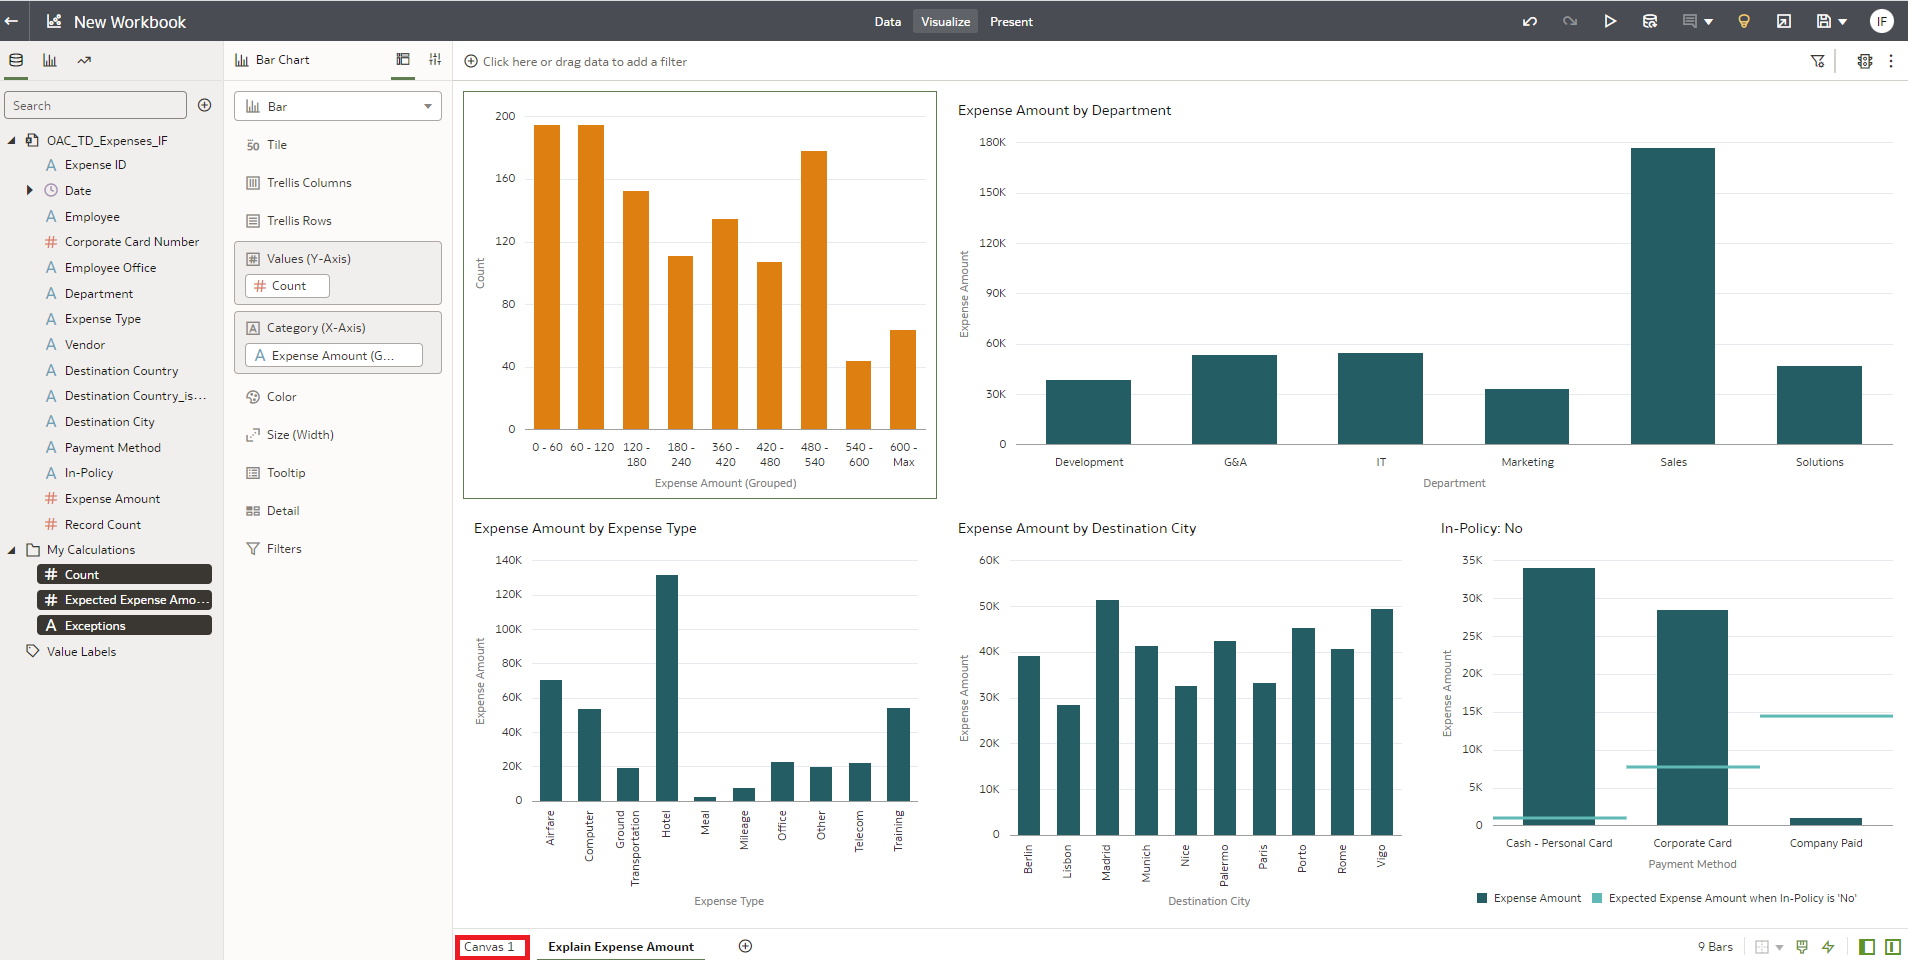 New Workbook
Data Visualize Present
IF
Search
OAC_TD_Expenses_IF
A Expense ID
Date
A Employee
# Corporate Card Number
A Employee Office
A Department
A Expense Type
A Vendor
A Destination Country
A Destination Country_is...
A Destination City
A Payment Method
A In-Policy
# Expense Amount
# Record Count
My Calculations
# Count
# Expected Expense Amo...
A Exceptions
Value Labels
Bar Chart
Bar
50 Tile
Trellis Columns
Trellis Rows
# Values (Y-Axis)
# Count
A Category (X-Axis)
A Expense Amount (G...
Color
Size (Width)
Tooltip
Detail
Filters
Click here or drag data to add a filter
200
160
120
80
40
0
Count
0 - 60 60 - 120 120 - 180 180 - 240 360 - 420 420 - 480 480 - 540 540 - 600 600 - Max
Expense Amount (Grouped)
Expense Amount by Department
180K
150K
120K
90K
60K
30K
0
Expense Amount
Development G&A IT Marketing Sales Solutions
Department
Expense Amount by Expense Type
140K
120K
100K
80K
60K
40K
20K
0
Expense Amount
Airfare Computer Ground Transportation Hotel Meal Mileage Office Other Telecom Training
Expense Type
Expense Amount by Destination City
60K
50K
40K
30K
20K
10K
0
Expense Amount
Berlin Lisbon Madrid Munich Nice Palermo Paris Porto Rome Vigo
Destination City
In-Policy: No
35K
30K
25K
20K
15K
10K
5K
0
Expense Amount
Cash - Personal Card Corporate Card Company Paid
Payment Method
Expense Amount Expected Expense Amount when In-Policy is 'No'
Canvas 1 Explain Expense Amount
9 Bars